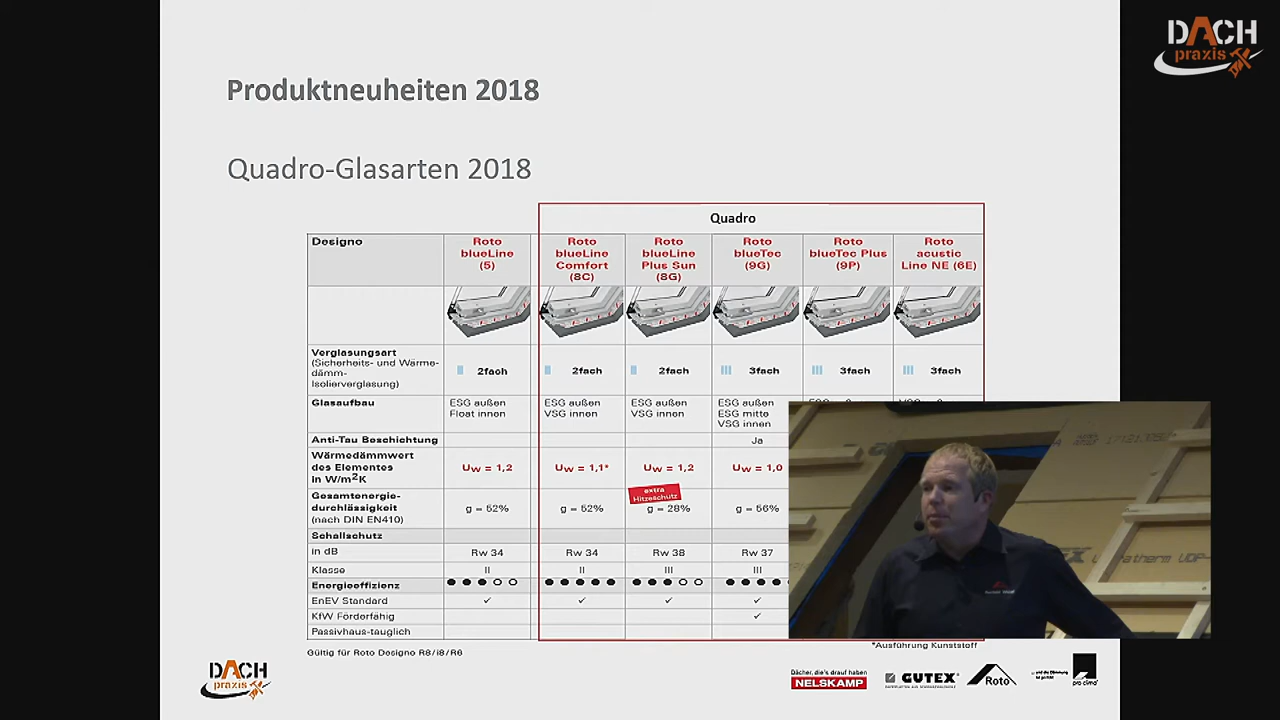 DACH
praxis
Produktneuheiten 2018
Quadro-Glasarten 2018
Quadro
Designo
Roto blueLine (5)
Roto blueLine Comfort (8C)
Roto blueLine Plus Sun (8G)
Roto blueTec (9G)
Roto blueTec Plus (9P)
Roto acustic Line NE (6E)
Verglasungsart
(Sicherheits- und Wärme-
dämm-
Isolierverglasung)
2fach
2fach
2fach
3fach
3fach
3fach
Glasaufbau
ESG außen
Float innen
ESG außen
VSG innen
ESG außen
VSG innen
ESG außen
ESG mitte
VSG innen
Anti-Tau Beschichtung
Ja
Wärmedämmwert
des Elementes
in W/m²K
Uw = 1,2
Uw = 1,1*
Uw = 1,2
Uw = 1,0
extra
Hitzeschutz
Gesamtenergie-
durchlässigkeit
(nach DIN EN410)
g = 52%
g = 52%
g = 28%
g = 56%
Schallschutz
in dB
Rw 34
Rw 34
Rw 38
Rw 37
Klasse
II
II
III
III
Energieeffizienz
EnEV Standard
✓
✓
✓
✓
KfW Förderfähig
✓
Passivhaus-tauglich
*Ausführung Kunststoff
Gültig für Roto Designo R8/i8/R6
DACH
praxis
Dächer, die's drauf haben
NELSKAMP
GUTEX
Roto
pro clima